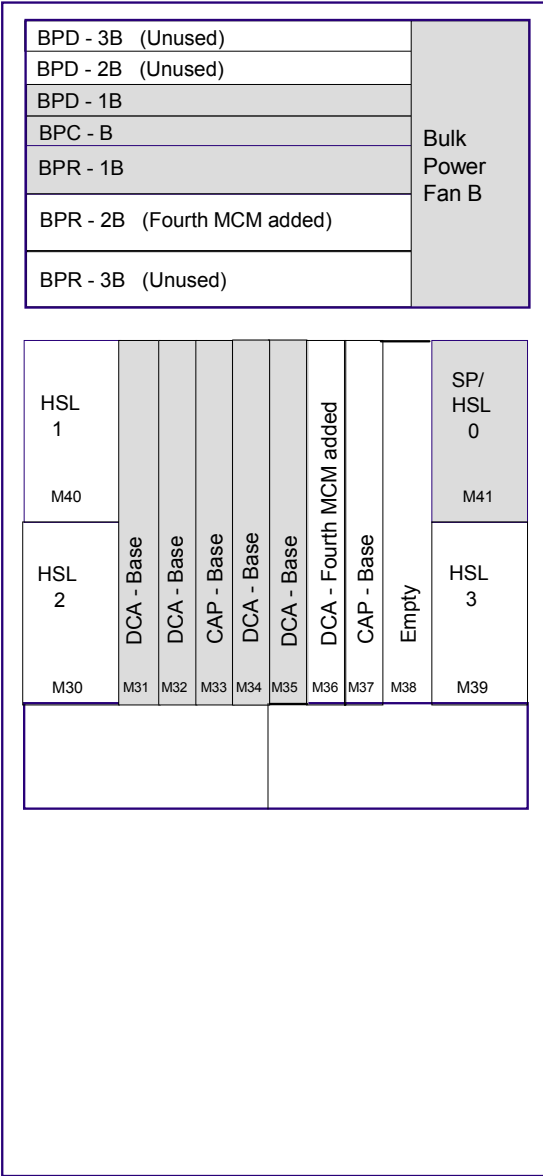 BPD - 3B (Unused)
BPD - 2B (Unused)
BPD - 1B
BPC - B
BPR - 1B
BPR - 2B (Fourth MCM added)
BPR - 3B (Unused)
Bulk
Power
Fan B
HSL
1
M40
HSL
2
M30
DCA - Base
M31
DCA - Base
M32
CAP - Base
M33
DCA - Base
M34
DCA - Base
M35
DCA - Fourth MCM added
M36
CAP - Base
M37
Empty
M38
SP/
HSL
0
M41
HSL
3
M39